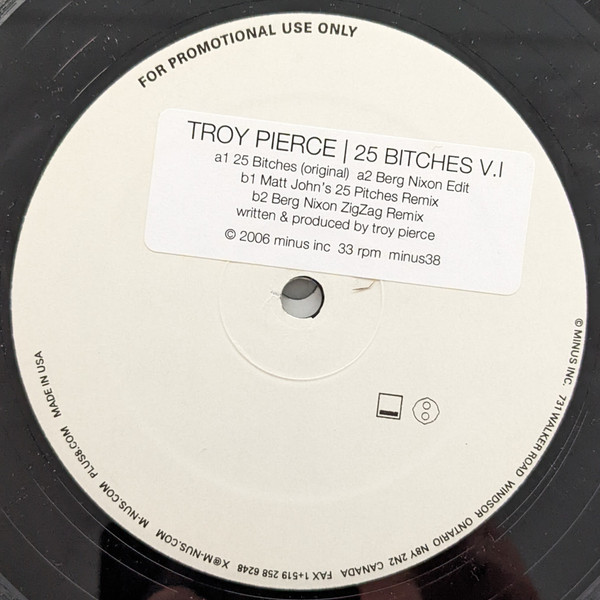 FOR PROMOTIONAL USE ONLY
TROY PIERCE | 25 BITCHES V.I
a1 25 Bitches (original) a2 Berg Nixon Edit
b1 Matt John's 25 Pitches Remix
b2 Berg Nixon ZigZag Remix
written & produced by troy pierce
© 2006 minus inc 33 rpm minus38
© MINUS INC. 731 WALKER ROAD WINDSOR ONTARIO N8Y 2N2 CANADA FAX 1+519 258 6248 X@M-NUS.COM M-NUS.COM PLUS8.COM MADE IN USA